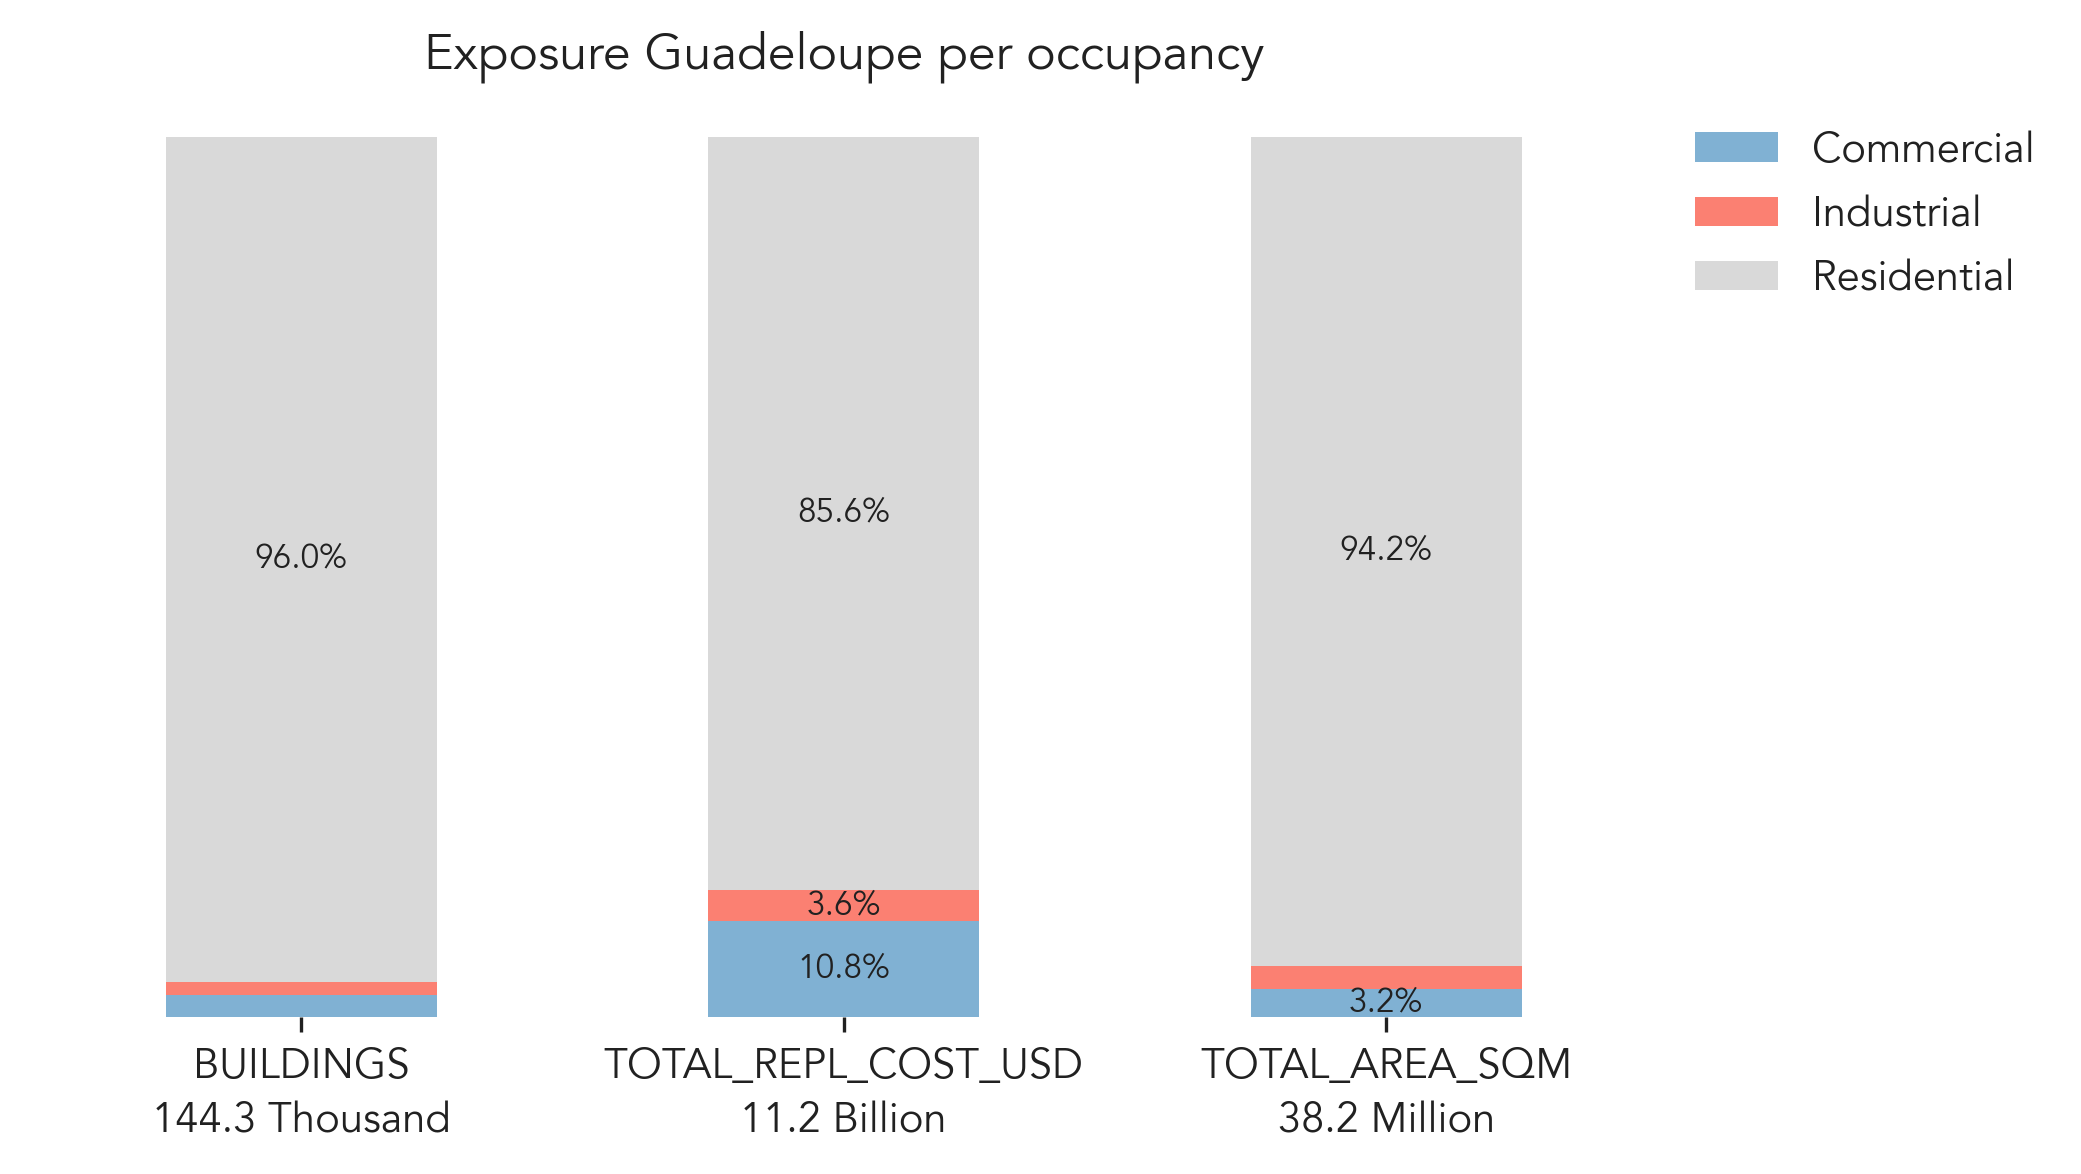 Exposure Guadeloupe per occupancy
Commercial
Industrial
Residential
96.0%
85.6%
94.2%
3.6%
10.8%
3.2%
BUILDINGS
144.3 Thousand
TOTAL_REPL_COST_USD
11.2 Billion
TOTAL_AREA_SQM
38.2 Million